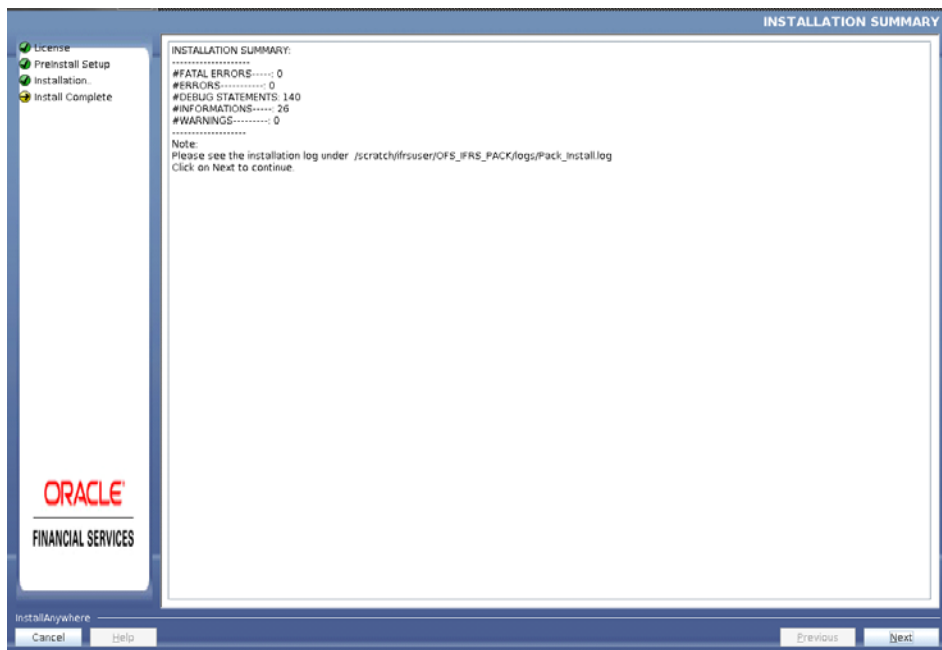 INSTALLATION SUMMARY
License
PreInstall Setup
Installation..
Install Complete
INSTALLATION SUMMARY:
-------------------
#FATAL ERRORS-----: 0
#ERRORS-----------: 0
#DEBUG STATEMENTS: 140
#INFORMATIONS-----: 26
#WARNINGS---------: 0
------------------
Note:
Please see the installation log under /scratch/ifrsuser/OFS_IFRS_PACK/logs/Pack_Install.log
Click on Next to continue.
ORACLE
FINANCIAL SERVICES
InstallAnywhere
Cancel Help Previous Next